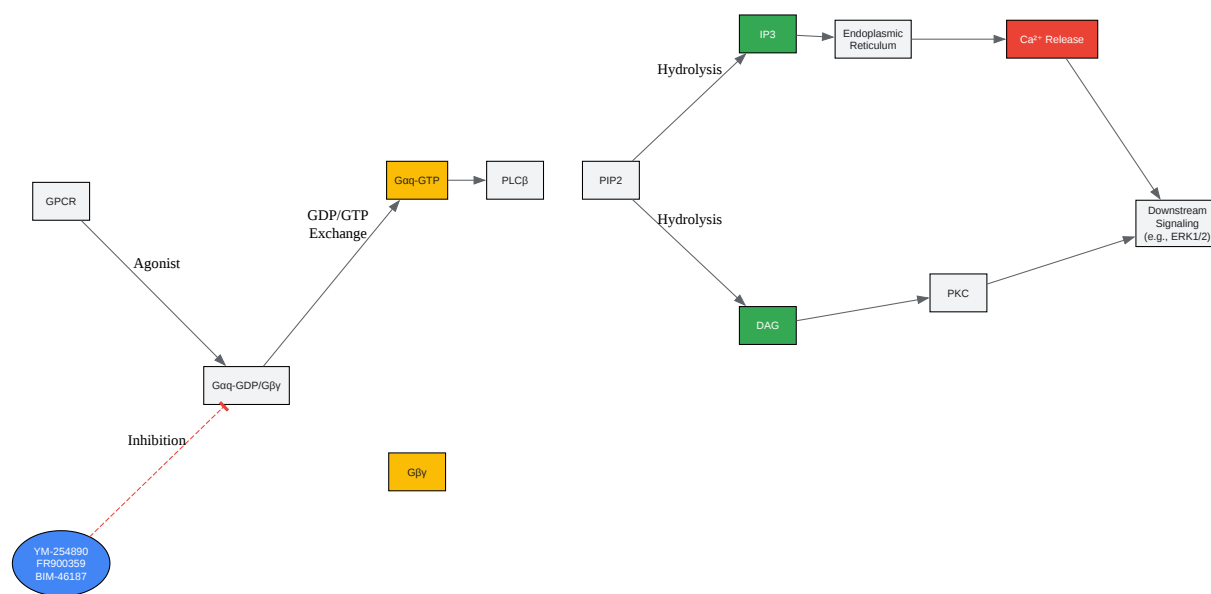 IP3
Endoplasmic
Reticulum
Ca²⁺ Release
Hydrolysis
GPCR
Gαq-GTP
PLCβ
PIP2
GDP/GTP
Exchange
Hydrolysis
Downstream
Signaling
(e.g., ERK1/2)
Agonist
PKC
DAG
Gαq-GDP/Gβγ
Inhibition
Gβγ
YM-254890
FR900359
BIM-46187